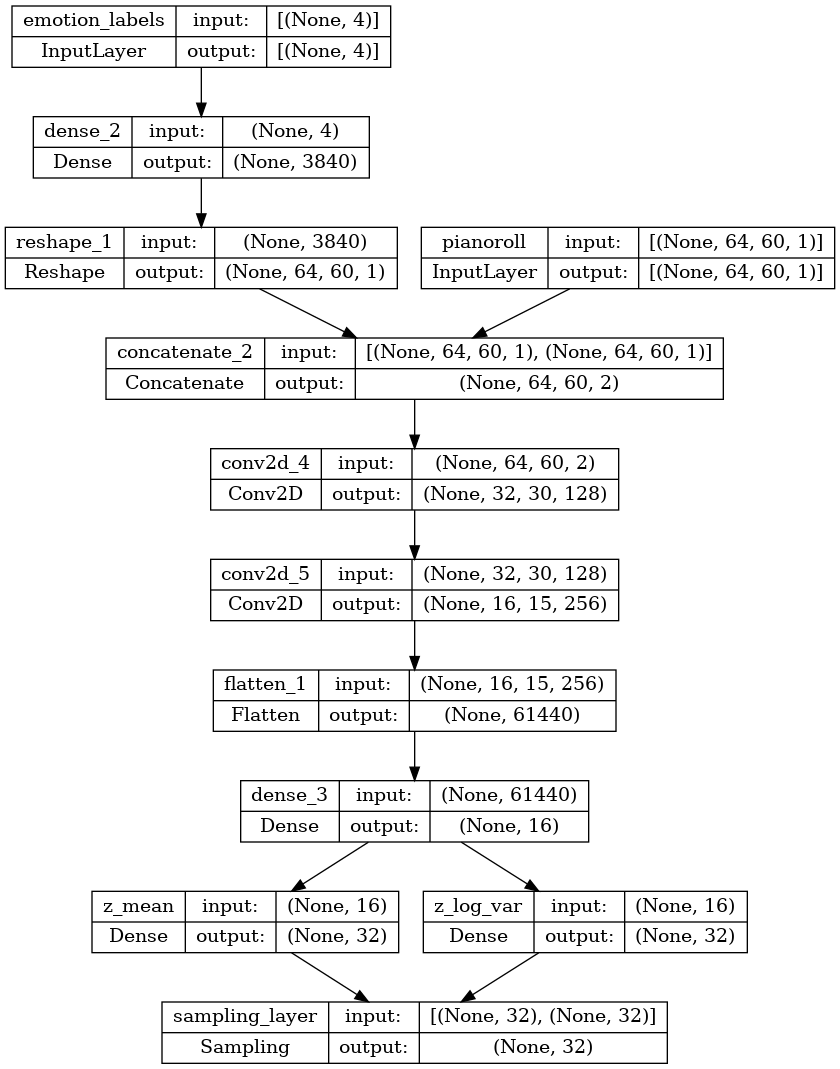 emotion_labels input: [(None, 4)]
InputLayer output: [(None, 4)]
dense_2 input: (None, 4)
Dense output: (None, 3840)
reshape_1 input: (None, 3840)
Reshape output: (None, 64, 60, 1)
pianoroll input: [(None, 64, 60, 1)]
InputLayer output: [(None, 64, 60, 1)]
concatenate_2 input: [(None, 64, 60, 1), (None, 64, 60, 1)]
Concatenate output: (None, 64, 60, 2)
conv2d_4 input: (None, 64, 60, 2)
Conv2D output: (None, 32, 30, 128)
conv2d_5 input: (None, 32, 30, 128)
Conv2D output: (None, 16, 15, 256)
flatten_1 input: (None, 16, 15, 256)
Flatten output: (None, 61440)
dense_3 input: (None, 61440)
Dense output: (None, 16)
z_mean input: (None, 16)
Dense output: (None, 32)
z_log_var input: (None, 16)
Dense output: (None, 32)
sampling_layer input: [(None, 32), (None, 32)]
Sampling output: (None, 32)